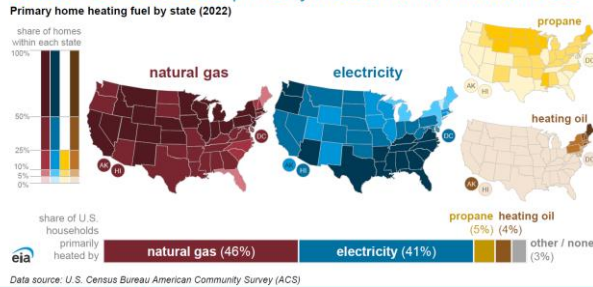 Primary home heating fuel by state (2022)
share of homes
within each state
100%
50%
25%
10%
5%
0%
natural gas
AK
HI
DC
electricity
AK
HI
DC
propane
AK
HI
DC
heating oil
AK
HI
DC
share of U.S.
households
primarily
heated by
natural gas (46%)
electricity (41%)
propane
(5%)
heating oil
(4%)
other / none
(3%)
eia
Data source: U.S. Census Bureau American Community Survey (ACS)